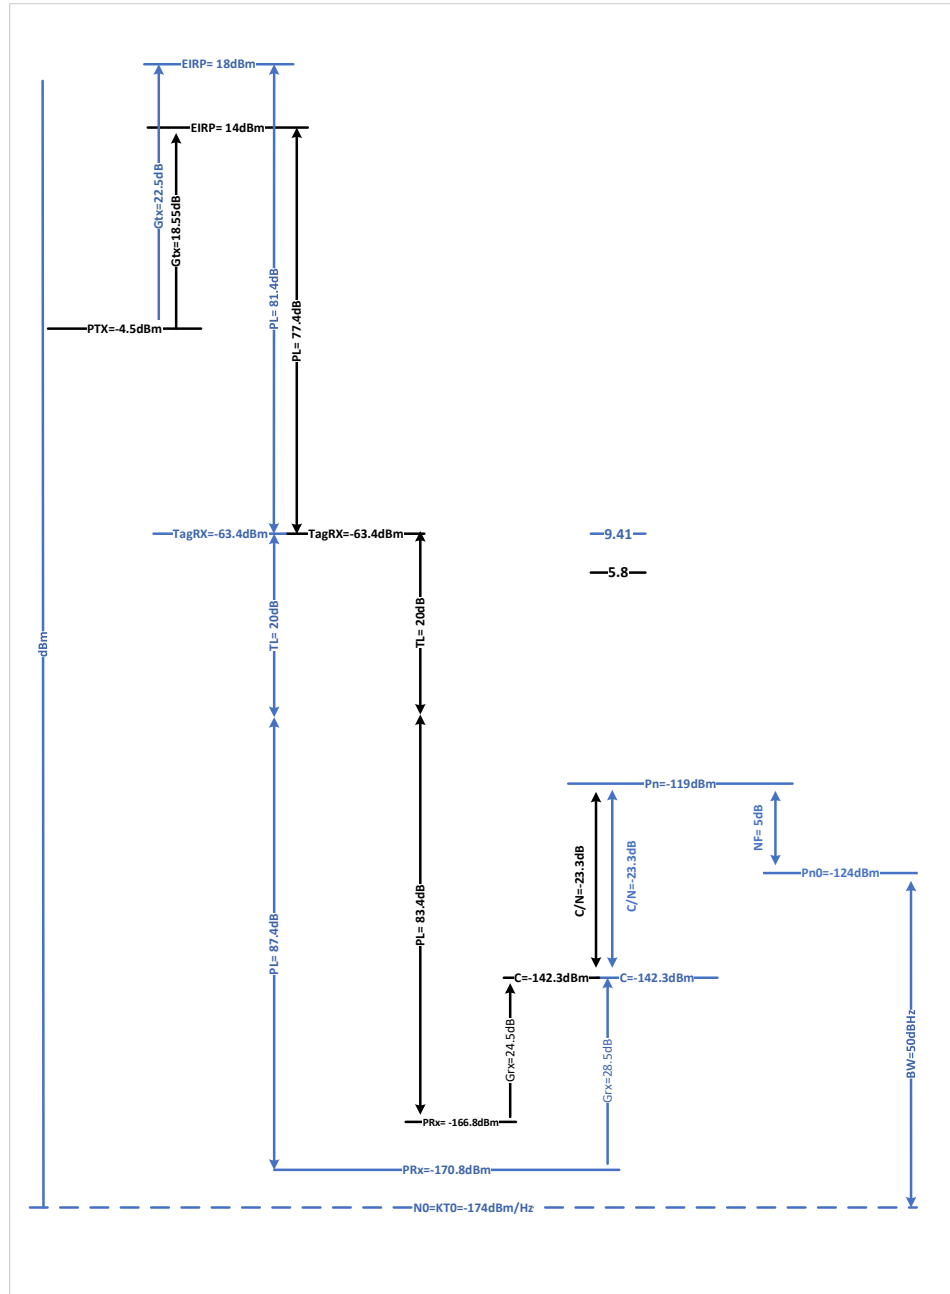 EIRP= 18dBm
EIRP= 14dBm
Gtx=22.5dB
Gtx=18.55dB
PL= 81.4dB
PL= 77.4dB
PTX=-4.5dBm
TagRX=-63.4dBm
TagRX=-63.4dBm
9.41
5.8
TL= 20dB
TL= 20dB
dBm
Pn=-119dBm
NF= 5dB
C/N=-23.3dB
C/N=-23.3dB
Pn0=-124dBm
PL= 87.4dB
PL= 83.4dB
C=-142.3dBm
C=-142.3dBm
Grx=24.5dB
Grx=28.5dB
BW=50dBHz
PRx= -166.8dBm
PRx=-170.8dBm
N0=KT0=-174dBm/Hz